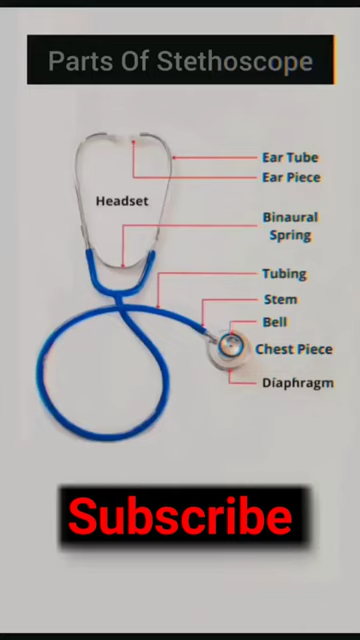 Parts Of Stethoscope
Ear Tube
Ear Piece
Headset
Binaural
Spring
Tubing
Stem
Bell
Chest Piece
Diaphragm
Subscribe